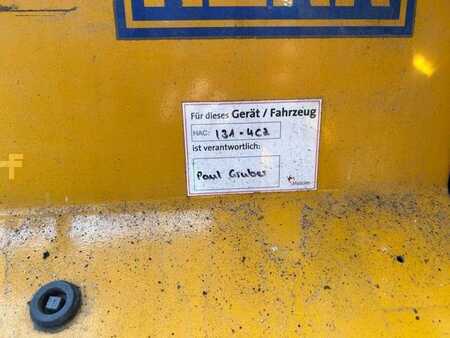 Für dieses Gerät / Fahrzeug
HAC: 131-4C2
ist verantwortlich:
Paul Gruber
F